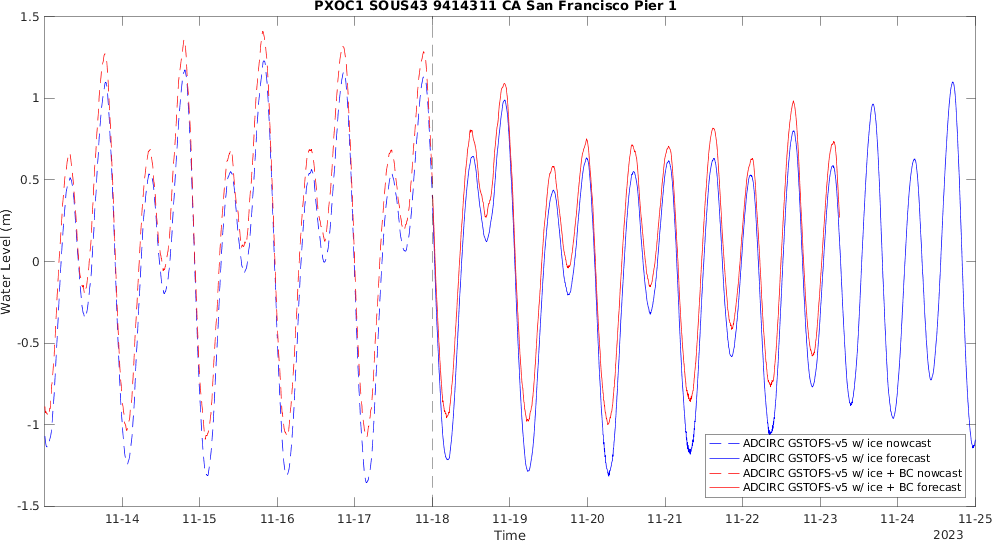 PXOC1 SOUS43 9414311 CA San Francisco Pier 1
1.5
1
0.5
0
-0.5
-1
-1.5
Water Level (m)
11-14 11-15 11-16 11-17 11-18 11-19 11-20 11-21 11-22 11-23 11-24 11-25
Time
2023
ADCIRC GSTOFS-v5 w/ ice nowcast
ADCIRC GSTOFS-v5 w/ ice forecast
ADCIRC GSTOFS-v5 w/ ice + BC nowcast
ADCIRC GSTOFS-v5 w/ ice + BC forecast